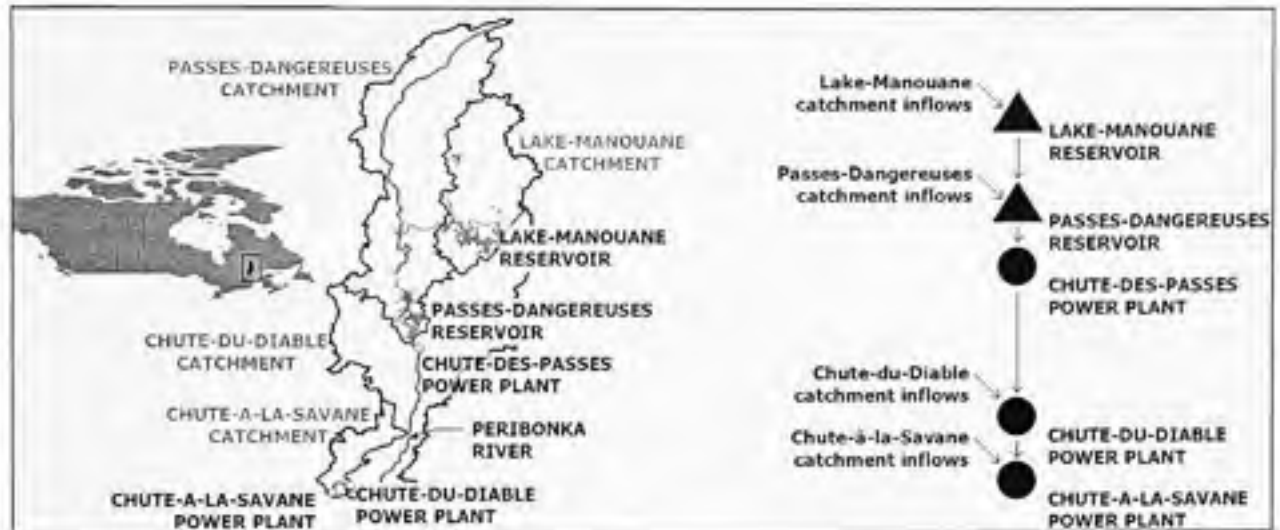 PASSES-DANGEREUSES
CATCHMENT
LAKE-MANOUANE
CATCHMENT
LAKE-MANOUANE
RESERVOIR
PASSES-DANGEREUSES
RESERVOIR
CHUTE-DU-DIABLE
CATCHMENT
CHUTE-DES-PASSES
POWER PLANT
CHUTE-A-LA-SAVANE
CATCHMENT
PERIBONKA
RIVER
CHUTE-A-LA-SAVANE
POWER PLANT
CHUTE-DU-DIABLE
POWER PLANT
Lake-Manouane
catchment inflows
LAKE-MANOUANE
RESERVOIR
Passes-Dangereuses
catchment inflows
PASSES-DANGEREUSES
RESERVOIR
CHUTE-DES-PASSES
POWER PLANT
Chute-du-Diable
catchment inflows
CHUTE-DU-DIABLE
POWER PLANT
Chute-à-la-Savane
catchment inflows
CHUTE-A-LA-SAVANE
POWER PLANT